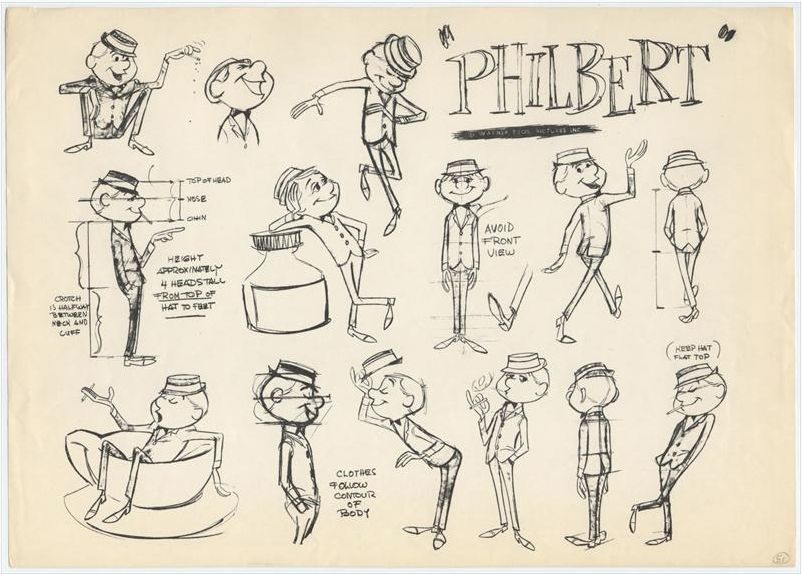 "PHILBERT"
© WARNER BROS. PICTURES INC.
TOP OF HEAD
NOSE
CHIN
HEIGHT
APPROXIMATELY
4 HEADS TALL
FROM TOP OF
HAT TO FEET
CROTCH
IS HALFWAY
BETWEEN
NECK AND
CUFF
AVOID
FRONT
VIEW
(KEEP HAT
FLAT TOP)
CLOTHES
FOLLOW
CONTOUR
OF
BODY